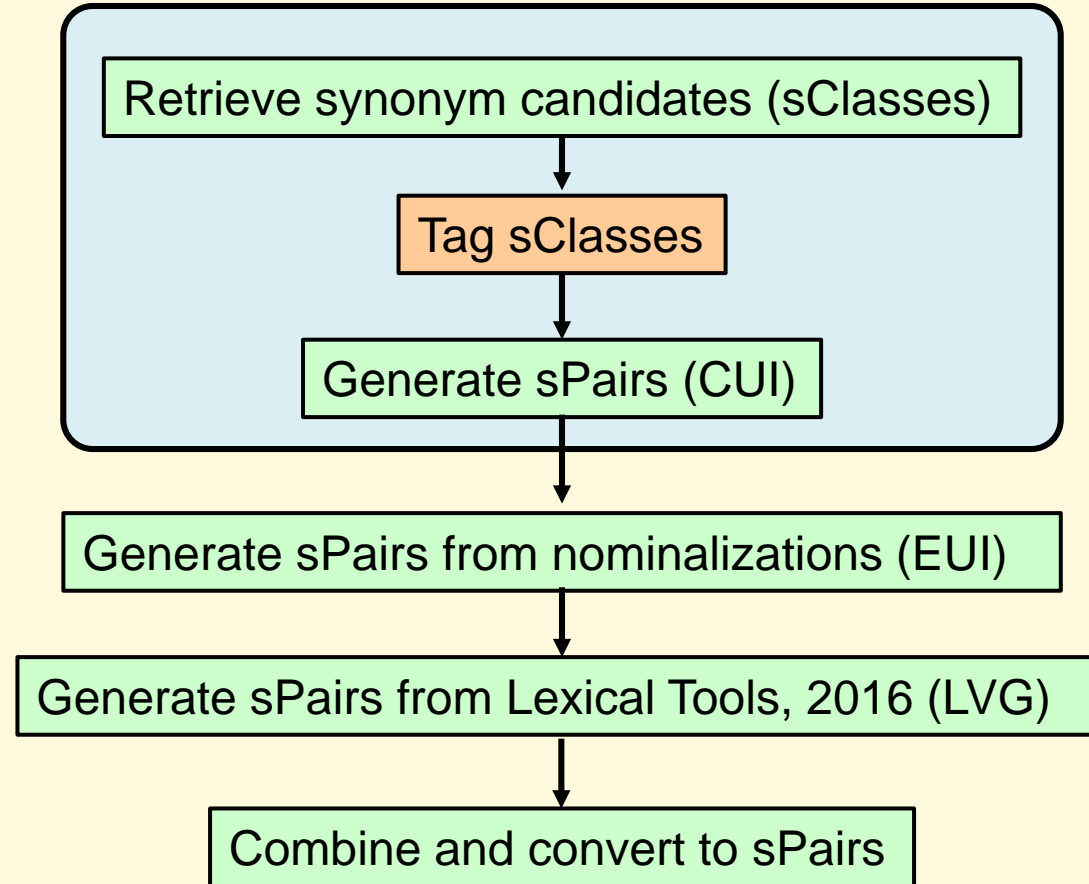 Retrieve synonym candidates (sClasses)
Tag sClasses
Generate sPairs (CUI)
Generate sPairs from nominalizations (EUI)
Generate sPairs from Lexical Tools, 2016 (LVG)
Combine and convert to sPairs